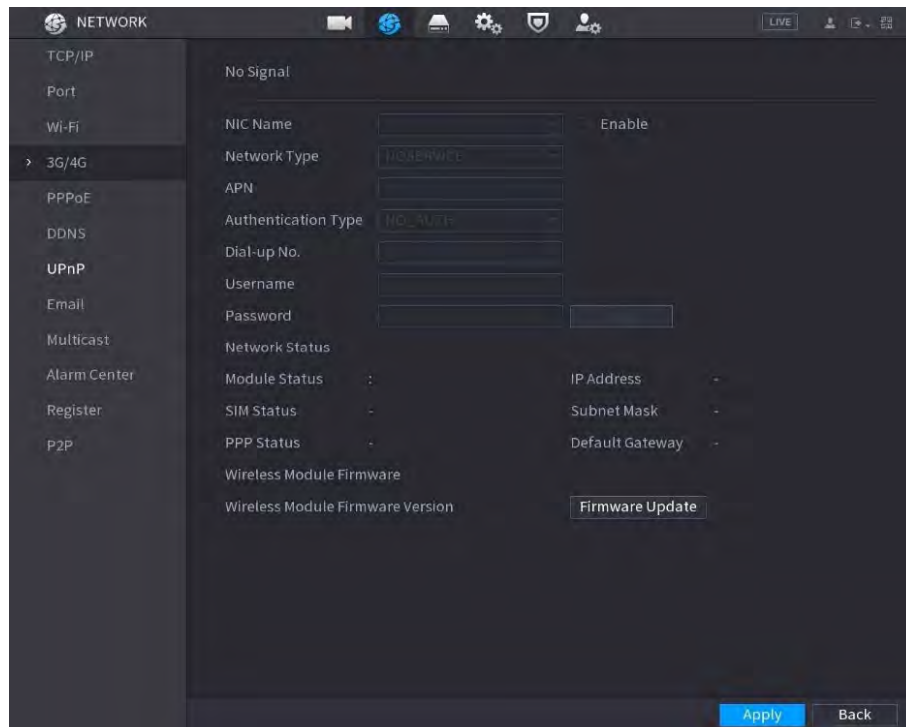 NETWORK
LIVE
TCP/IP
Port
Wi-Fi
3G/4G
PPPoE
DDNS
UPnP
Email
Multicast
Alarm Center
Register
P2P
No Signal
NIC Name Enable
Network Type NOSERVICE
APN
Authentication Type NO_AUTH
Dial-up No.
Username
Password
Network Status
Module Status : IP Address -
SIM Status - Subnet Mask -
PPP Status - Default Gateway -
Wireless Module Firmware
Wireless Module Firmware Version Firmware Update
Apply Back